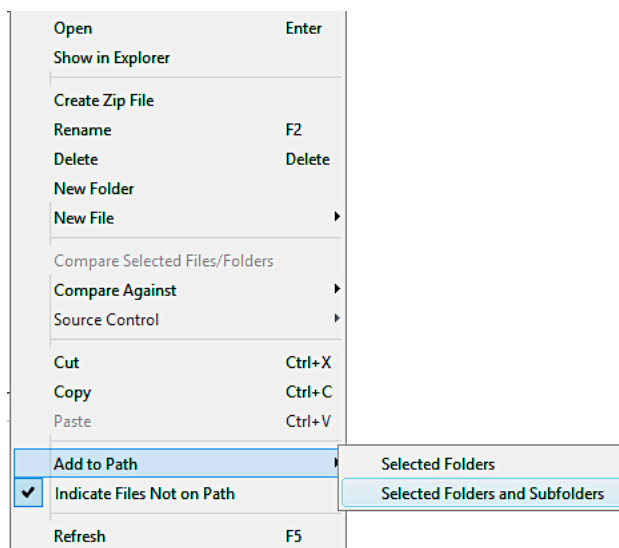 Open Enter
Show in Explorer
Create Zip File
Rename F2
Delete Delete
New Folder
New File
Compare Selected Files/Folders
Compare Against
Source Control
Cut Ctrl+X
Copy Ctrl+C
Paste Ctrl+V
Add to Path Selected Folders
Indicate Files Not on Path Selected Folders and Subfolders
Refresh F5